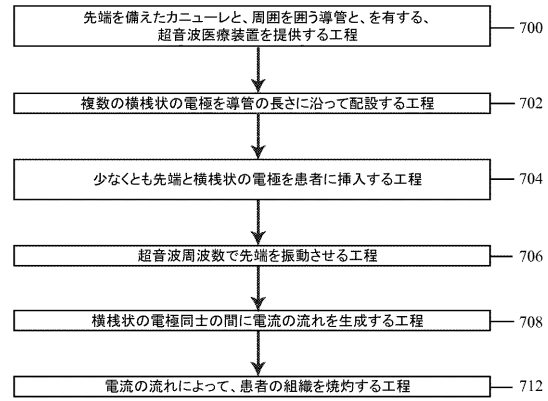 先端を備えたカニューレと、周囲を囲う導管と、を有する、
超音波医療装置を提供する工程
700
複数の横桟状の電極を導管の長さに沿って配設する工程
702
少なくとも先端と横桟状の電極を患者に挿入する工程
704
超音波周波数で先端を振動させる工程
706
横桟状の電極同士の間に電流の流れを生成する工程
708
電流の流れによって、患者の組織を焼灼する工程
712